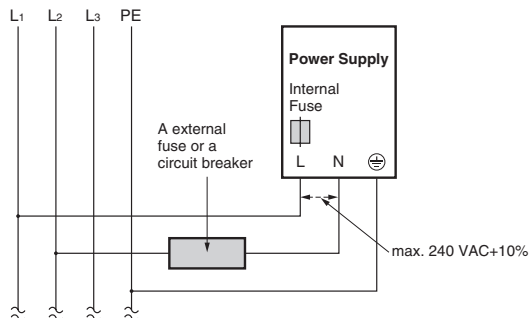 L1 L2 L3 PE
Power Supply
Internal
Fuse
A external
fuse or a
circuit breaker
L N
max. 240 VAC+10%